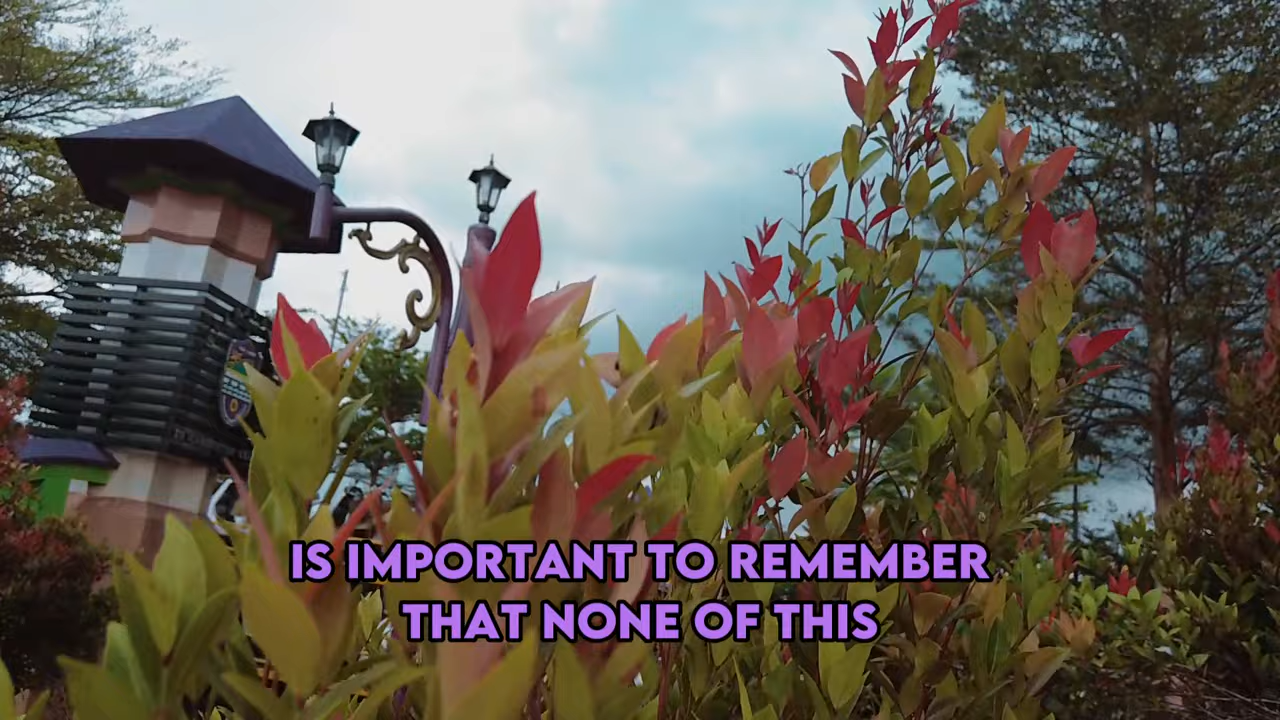 IS IMPORTANT TO REMEMBER
THAT NONE OF THIS